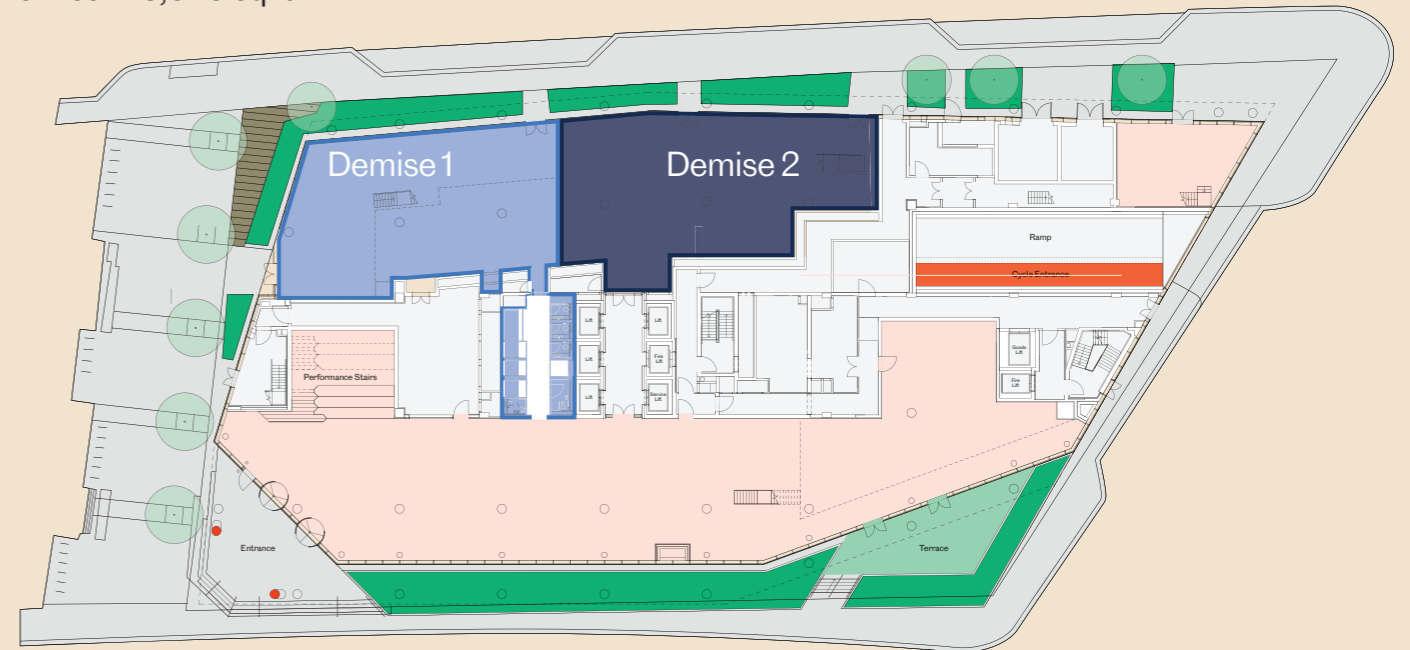 Demise 1
Demise 2
Ramp
Cycle Entrance
Lift
Lift
Lift
Fire
Lift
Goods
Lift
Performance Stairs
Fire
Lift
Lift
Service
Lift
Entrance
Terrace